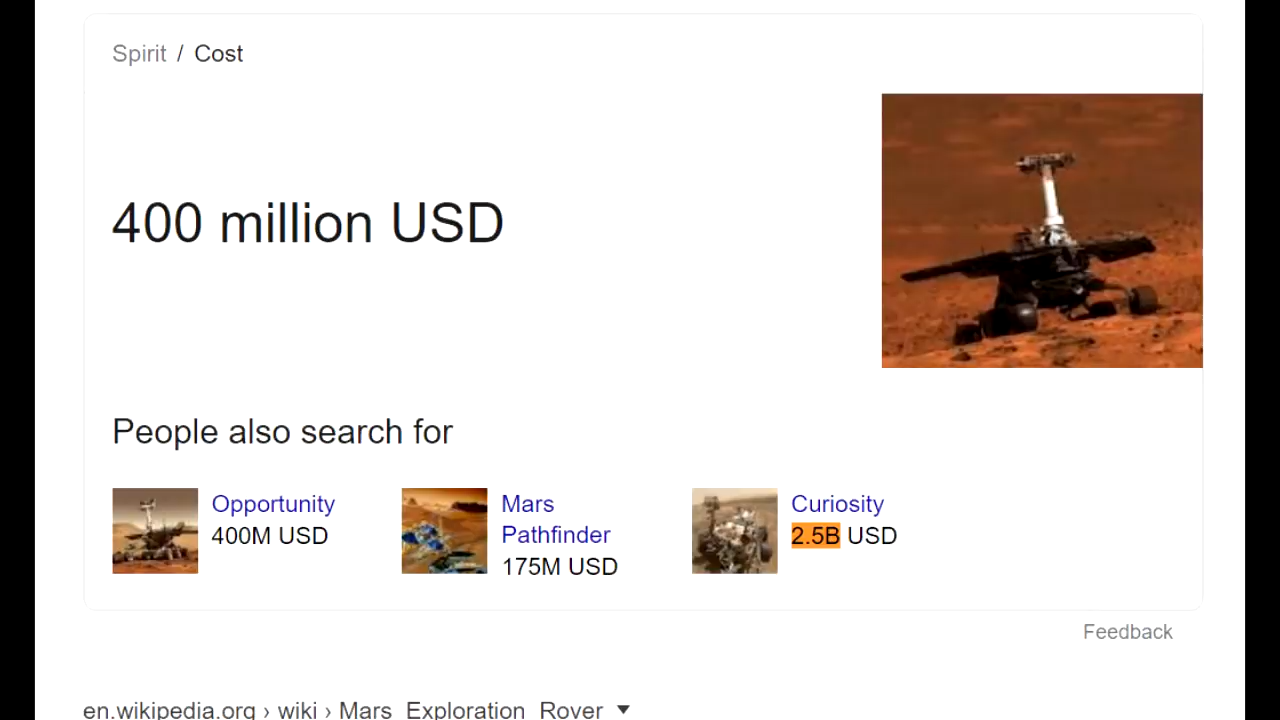 Spirit / Cost
400 million USD
People also search for
Opportunity
400M USD
Mars
Pathfinder
175M USD
Curiosity
2.5B USD
Feedback
en.wikipedia.org › wiki › Mars_Exploration_Rover